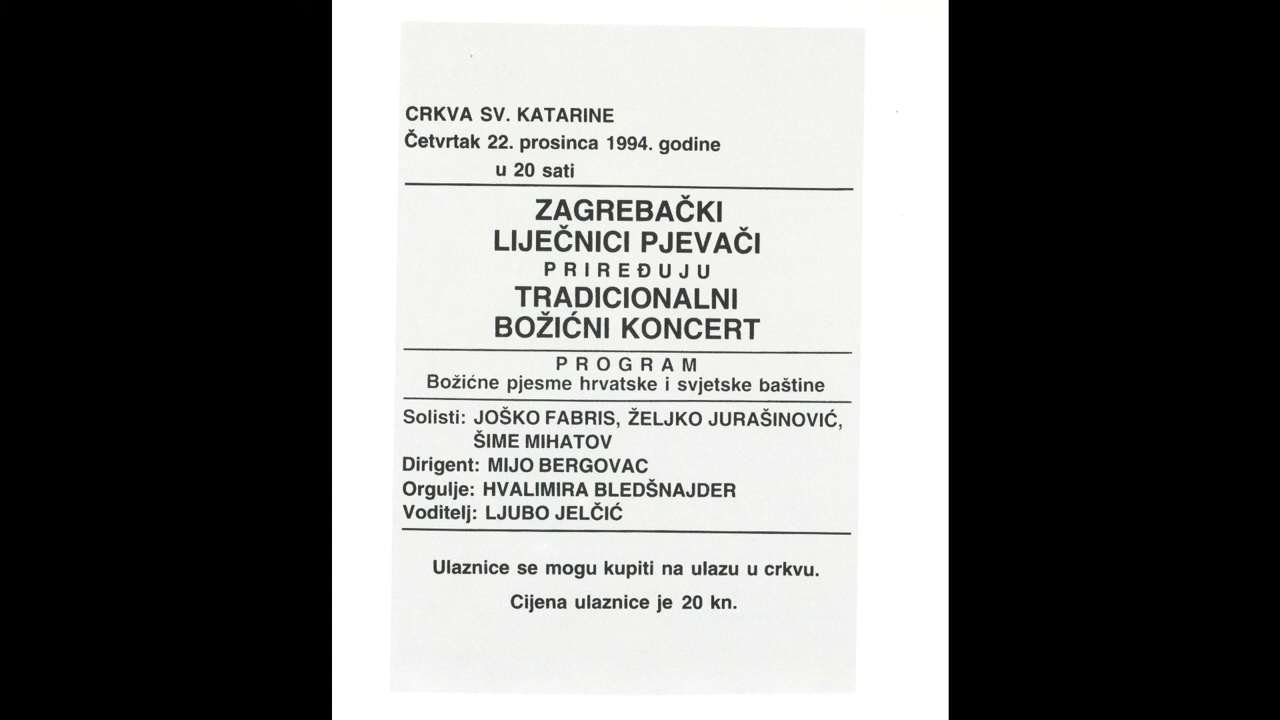 CRKVA SV. KATARINE
Četvrtak 22. prosinca 1994. godine
u 20 sati
ZAGREBAČKI
LIJEČNICI PJEVAČI
PRIREĐUJU
TRADICIONALNI
BOŽIĆNI KONCERT
PROGRAM
Božićne pjesme hrvatske i svjetske baštine
Solisti: JOŠKO FABRIS, ŽELJKO JURAŠINOVIĆ,
ŠIME MIHATOV
Dirigent: MIJO BERGOVAC
Orgulje: HVALIMIRA BLEDŠNAJDER
Voditelj: LJUBO JELČIĆ
Ulaznice se mogu kupiti na ulazu u crkvu.
Cijena ulaznice je 20 kn.